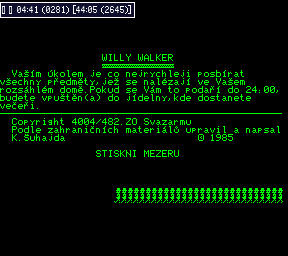 04:41 (0281) [44:05 (2645)]
WILLY WALKER
Vaším úkolem je co nejrychleji posbírat
všechny předměty, jež se nalézají ve Vašem
rozsáhlém domě. Pokud se Vám to podaří do 24:00,
budete vpuštěn(a) do jídelny, kde dostanete
večeři.
Copyright 4004/482.ZO Svazarmu
Podle zahraničních materiálů upravil a napsal
K.Suhajda © 1985
STISKNI MEZERU